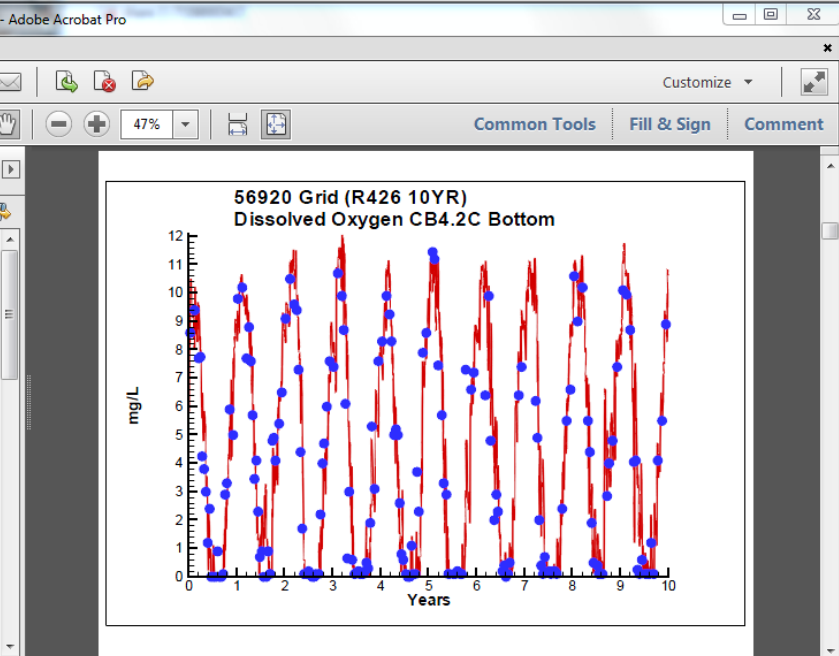 - Adobe Acrobat Pro
Customize
47%
Common Tools
Fill & Sign
Comment
56920 Grid (R426 10YR)
Dissolved Oxygen CB4.2C Bottom
12
11
10
9
8
7
6
5
4
3
2
1
0
mg/L
0 1 2 3 4 5 6 7 8 9 10
Years